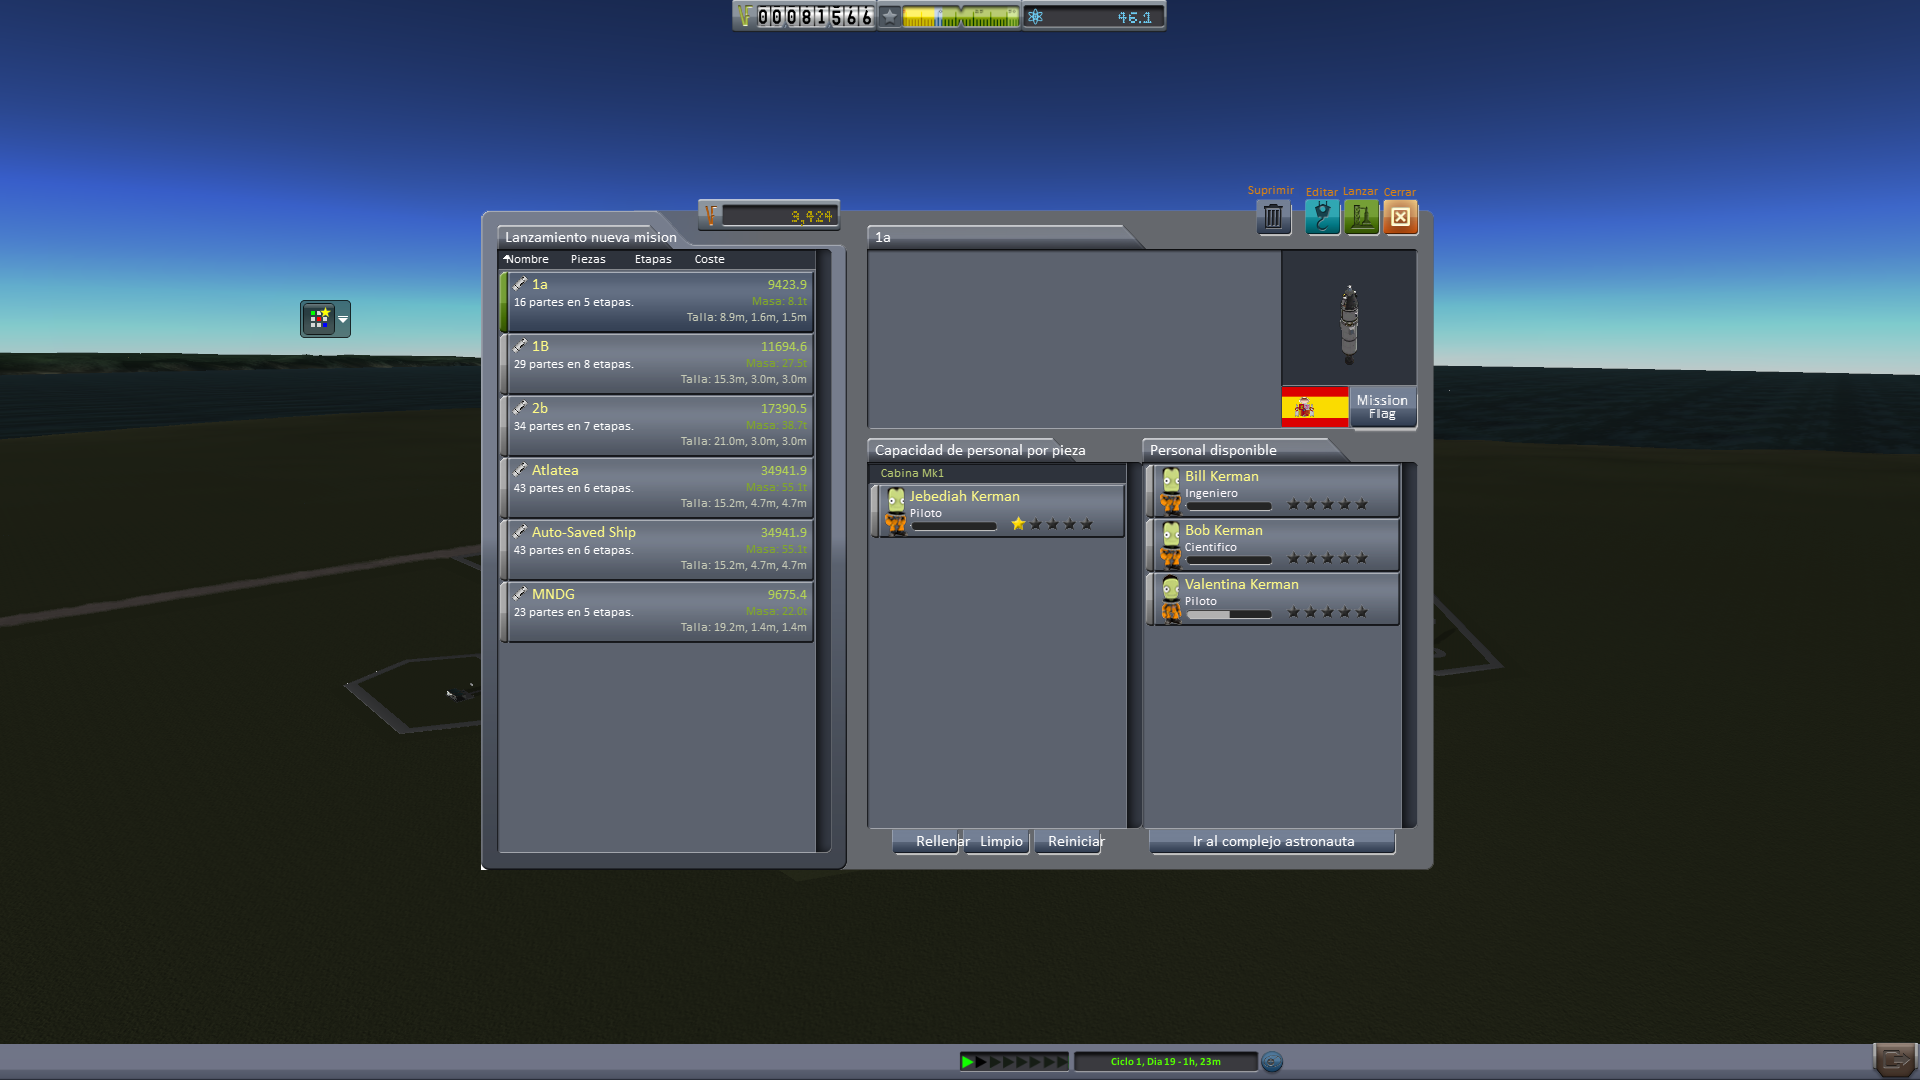 00081566
46.1
Suprimir Editar Lanzar Cerrar
9,424
Lanzamiento nueva mision
Nombre Piezas Etapas Coste
1a 9423.9
16 partes en 5 etapas. Masa: 8.1t
Talla: 8.9m, 1.6m, 1.5m
1B 11694.6
29 partes en 8 etapas. Masa: 27.5t
Talla: 15.3m, 3.0m, 3.0m
2b 17390.5
34 partes en 7 etapas. Masa: 38.7t
Talla: 21.0m, 3.0m, 3.0m
Atlatea 34941.9
43 partes en 6 etapas. Masa: 55.1t
Talla: 15.2m, 4.7m, 4.7m
Auto-Saved Ship 34941.9
43 partes en 6 etapas. Masa: 55.1t
Talla: 15.2m, 4.7m, 4.7m
MNDG 9675.4
23 partes en 5 etapas. Masa: 22.0t
Talla: 19.2m, 1.4m, 1.4m
1a
Mission
Flag
Capacidad de personal por pieza
Cabina Mk1
Jebediah Kerman
Piloto
Rellenar Limpio Reiniciar
Personal disponible
Bill Kerman
Ingeniero
Bob Kerman
Cientifico
Valentina Kerman
Piloto
Ir al complejo astronauta
Ciclo 1, Dia 19 - 1h, 23m